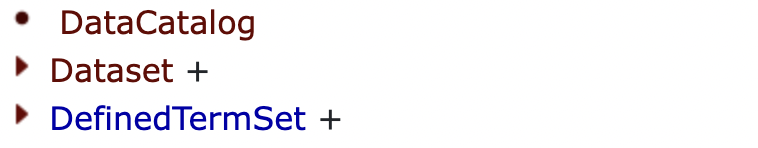 DataCatalog
Dataset +
DefinedTermSet +